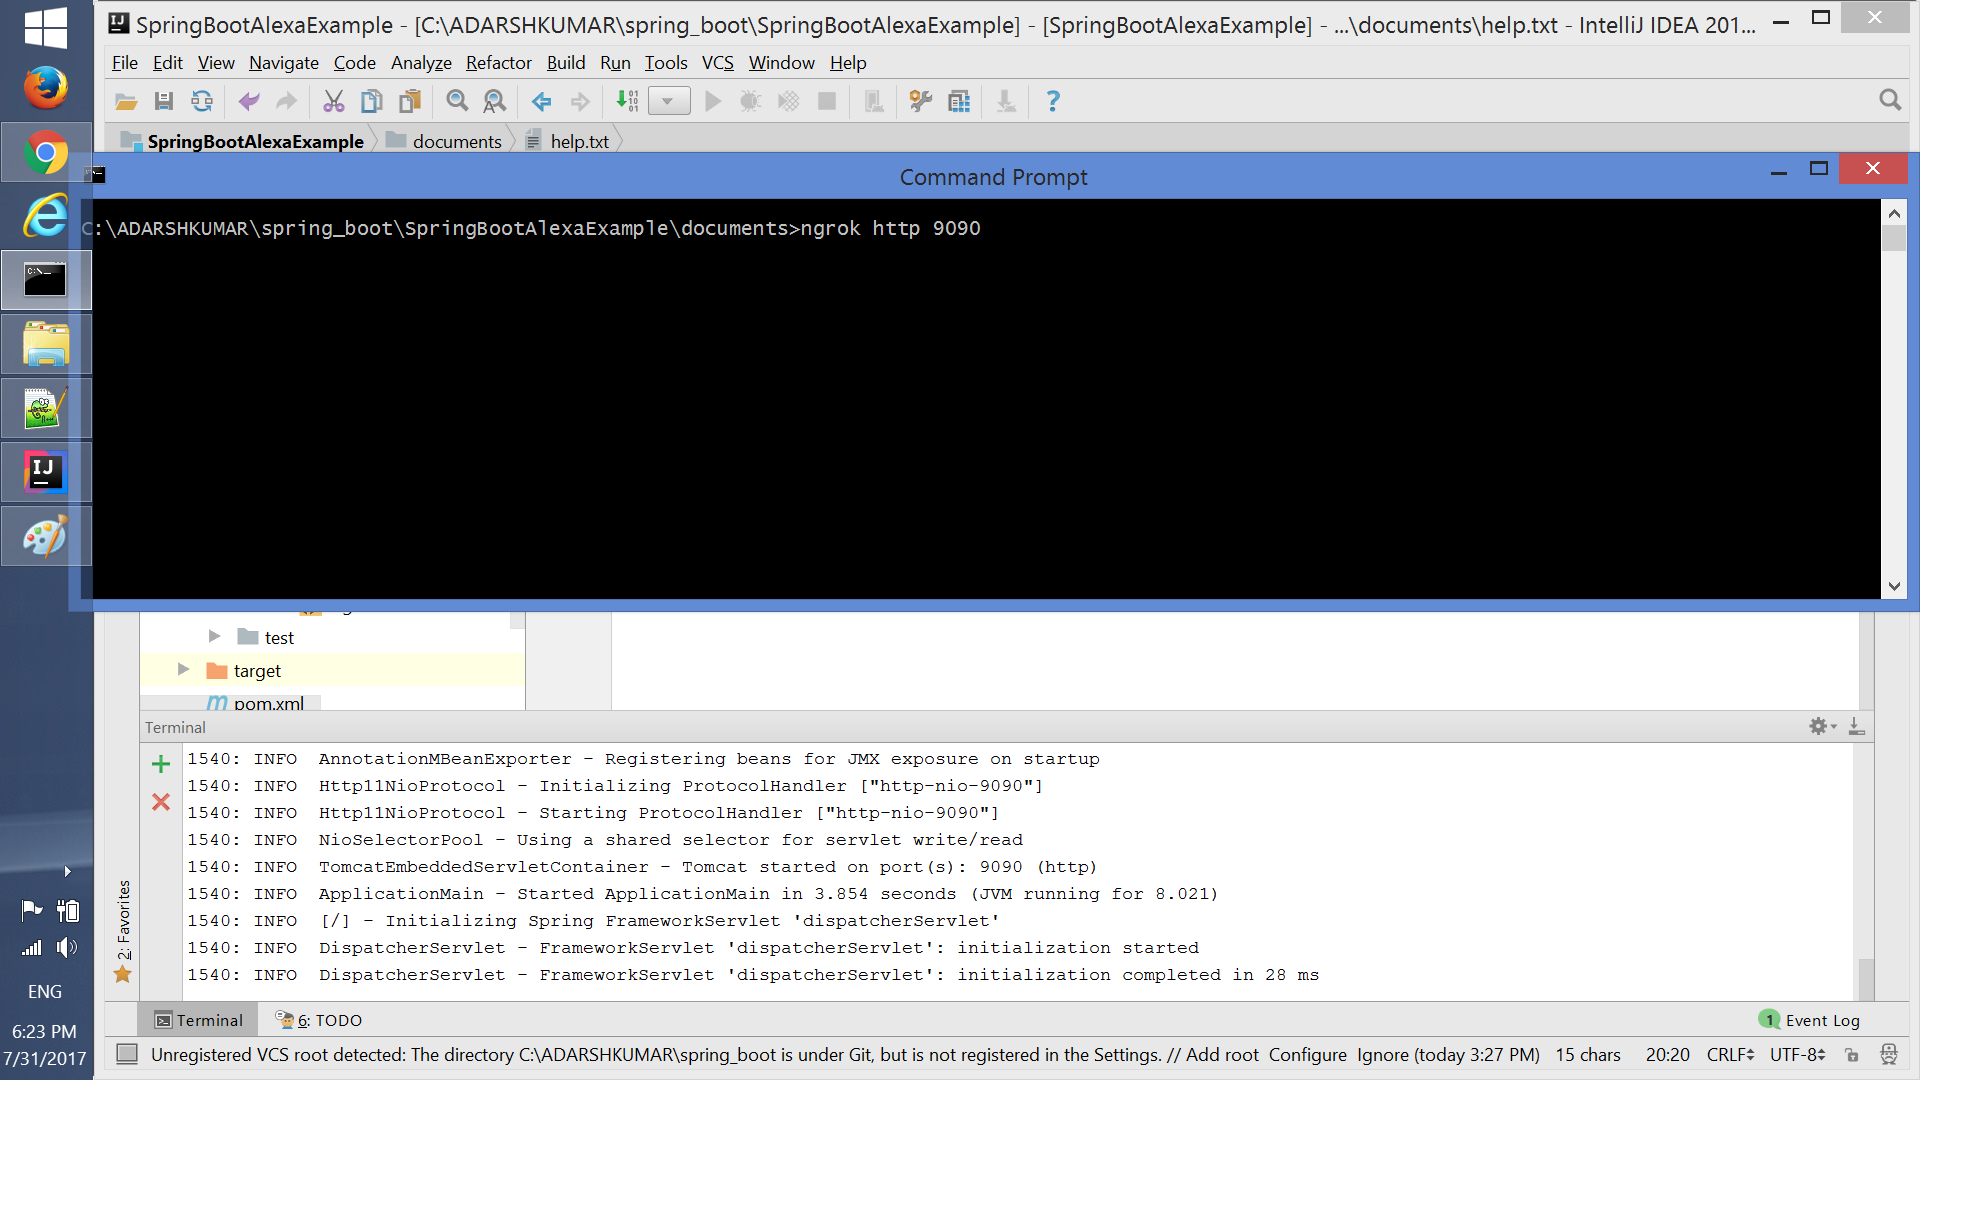 SpringBootAlexaExample - [C:\ADARSHKUMAR\spring_boot\SpringBootAlexaExample] - [SpringBootAlexaExample] - ...\documents\help.txt - IntelliJ IDEA 201...
File Edit View Navigate Code Analyze Refactor Build Run Tools VCS Window Help
SpringBootAlexaExample documents help.txt
Command Prompt
C:\ADARSHKUMAR\spring_boot\SpringBootAlexaExample\documents>ngrok http 9090
test
target
pom.xml
Terminal
1540: INFO  AnnotationMBeanExporter - Registering beans for JMX exposure on startup
1540: INFO  Http11NioProtocol - Initializing ProtocolHandler ["http-nio-9090"]
1540: INFO  Http11NioProtocol - Starting ProtocolHandler ["http-nio-9090"]
1540: INFO  NioSelectorPool - Using a shared selector for servlet write/read
1540: INFO  TomcatEmbeddedServletContainer - Tomcat started on port(s): 9090 (http)
1540: INFO  ApplicationMain - Started ApplicationMain in 3.854 seconds (JVM running for 8.021)
1540: INFO  [/] - Initializing Spring FrameworkServlet 'dispatcherServlet'
1540: INFO  DispatcherServlet - FrameworkServlet 'dispatcherServlet': initialization started
1540: INFO  DispatcherServlet - FrameworkServlet 'dispatcherServlet': initialization completed in 28 ms
2: Favorites
Terminal 6: TODO 1 Event Log
Unregistered VCS root detected: The directory C:\ADARSHKUMAR\spring_boot is under Git, but is not registered in the Settings. // Add root Configure Ignore (today 3:27 PM) 15 chars 20:20 CRLF UTF-8
ENG
6:23 PM
7/31/2017